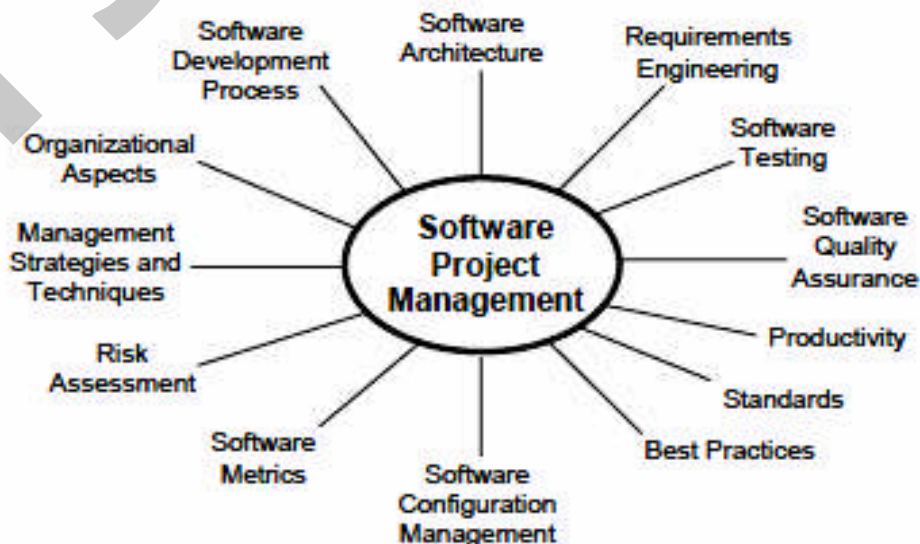 Software
Development
Process
Software
Architecture
Requirements
Engineering
Organizational
Aspects
Software
Testing
Management
Strategies and
Techniques
Software
Project
Management
Software
Quality
Assurance
Risk
Assessment
Productivity
Standards
Software
Metrics
Software
Configuration
Management
Best Practices